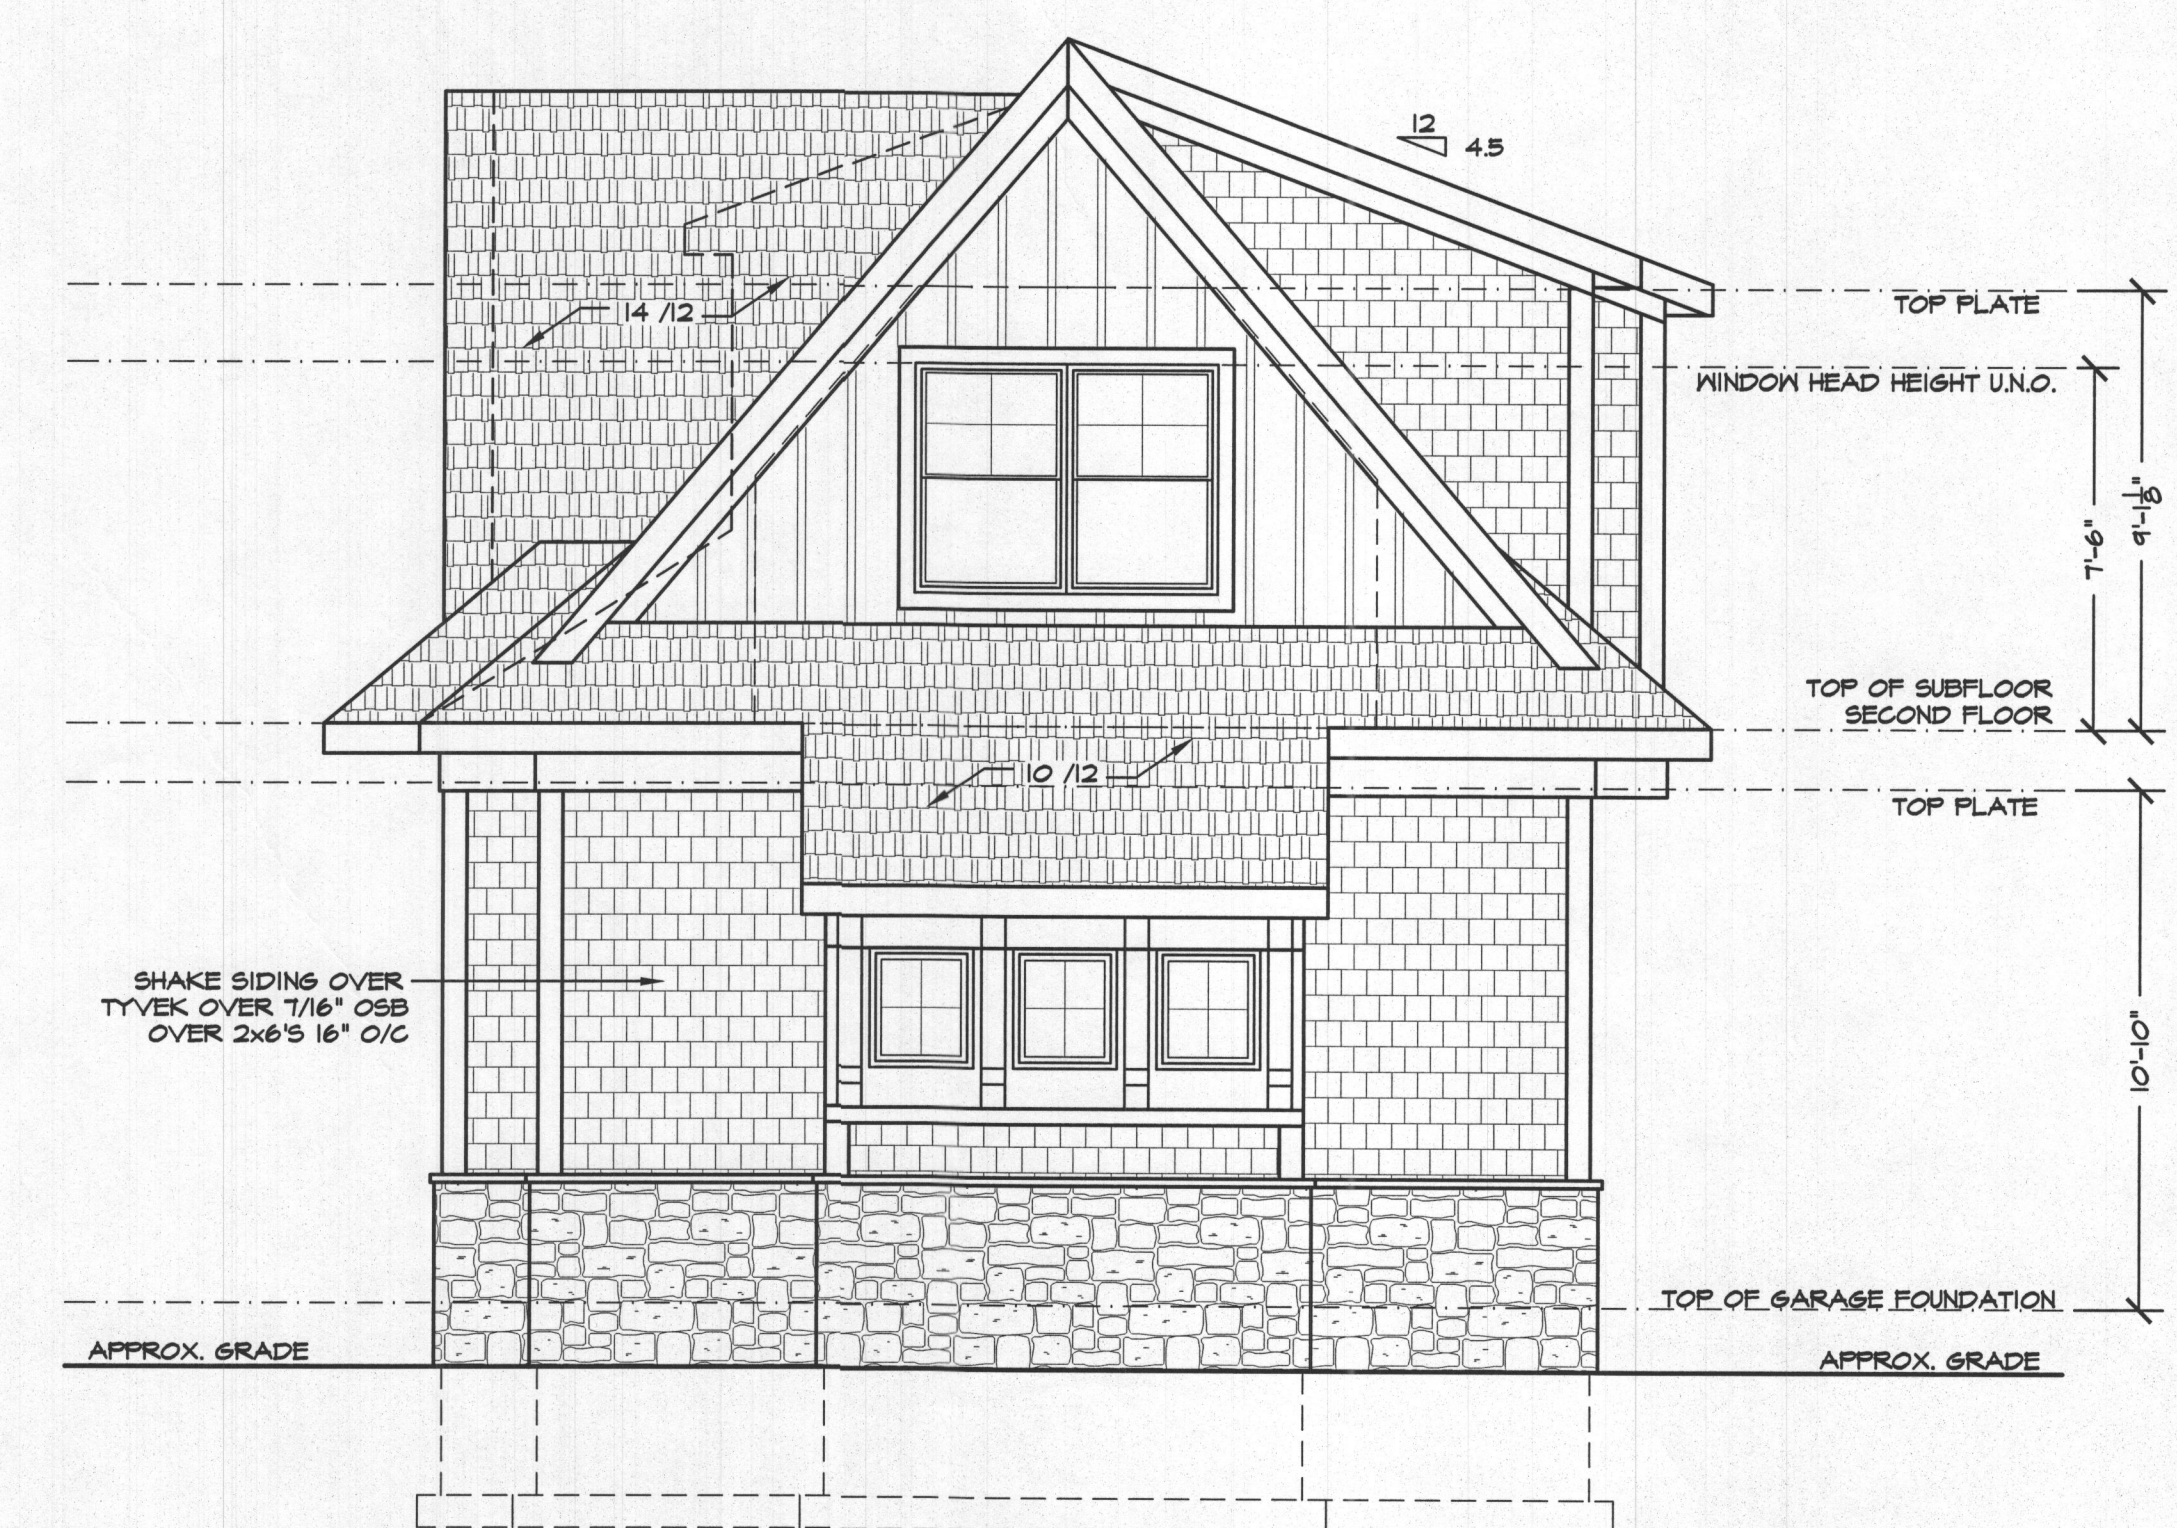 12
4.5
14 /12
TOP PLATE
WINDOW HEAD HEIGHT U.N.O.
7'-6"
9'-1 1/8"
TOP OF SUBFLOOR
SECOND FLOOR
10 /12
TOP PLATE
SHAKE SIDING OVER
TYVEK OVER 7/16" OSB
OVER 2x6'S 16" O/C
10'-10"
TOP OF GARAGE FOUNDATION
APPROX. GRADE
APPROX. GRADE